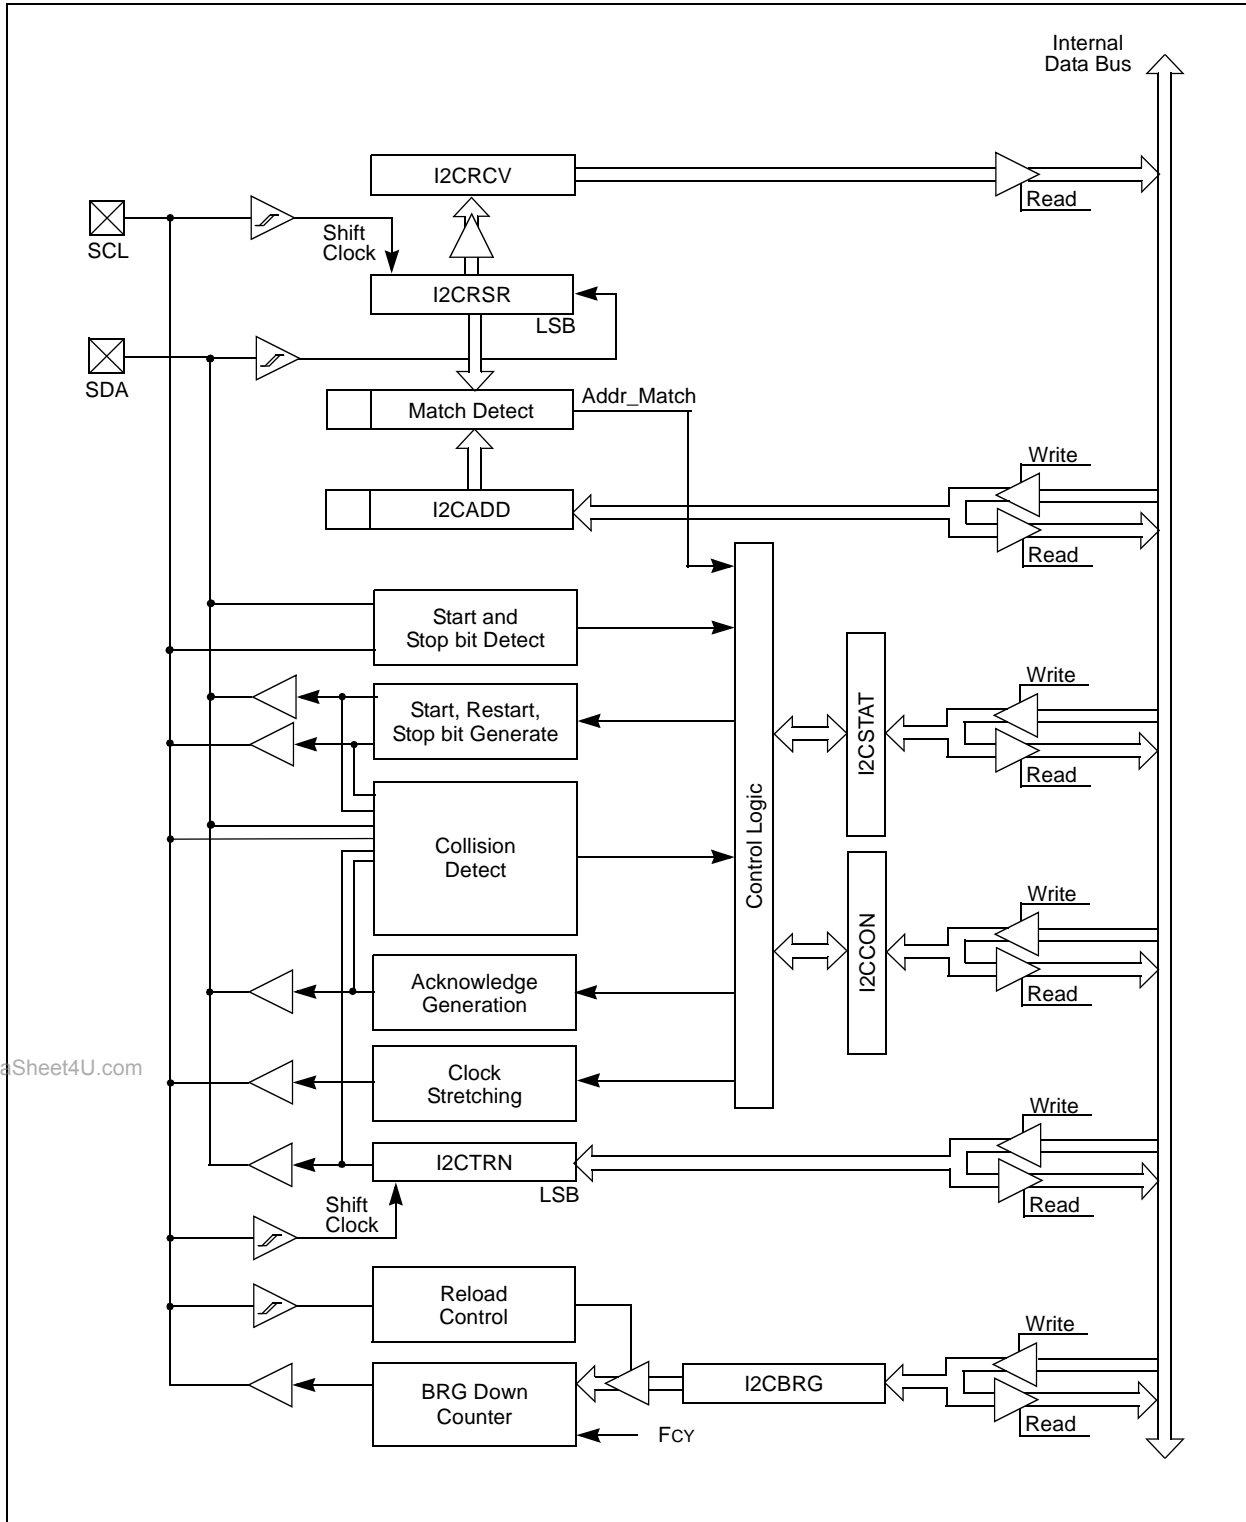 Internal
Data Bus
I2CRCV
Read
SCL
Shift
Clock
I2CRSR
LSB
SDA
Match Detect
Addr_Match
Write
I2CADD
Read
Start and
Stop bit Detect
Write
Start, Restart,
Stop bit Generate
I2CSTAT
Read
Control Logic
Collision
Detect
Write
I2CCON
Read
Acknowledge
Generation
aSheet4U.com
Clock
Stretching
Write
I2CTRN
LSB
Read
Shift
Clock
Reload
Control
Write
I2CBRG
BRG Down
Counter
Read
FCY